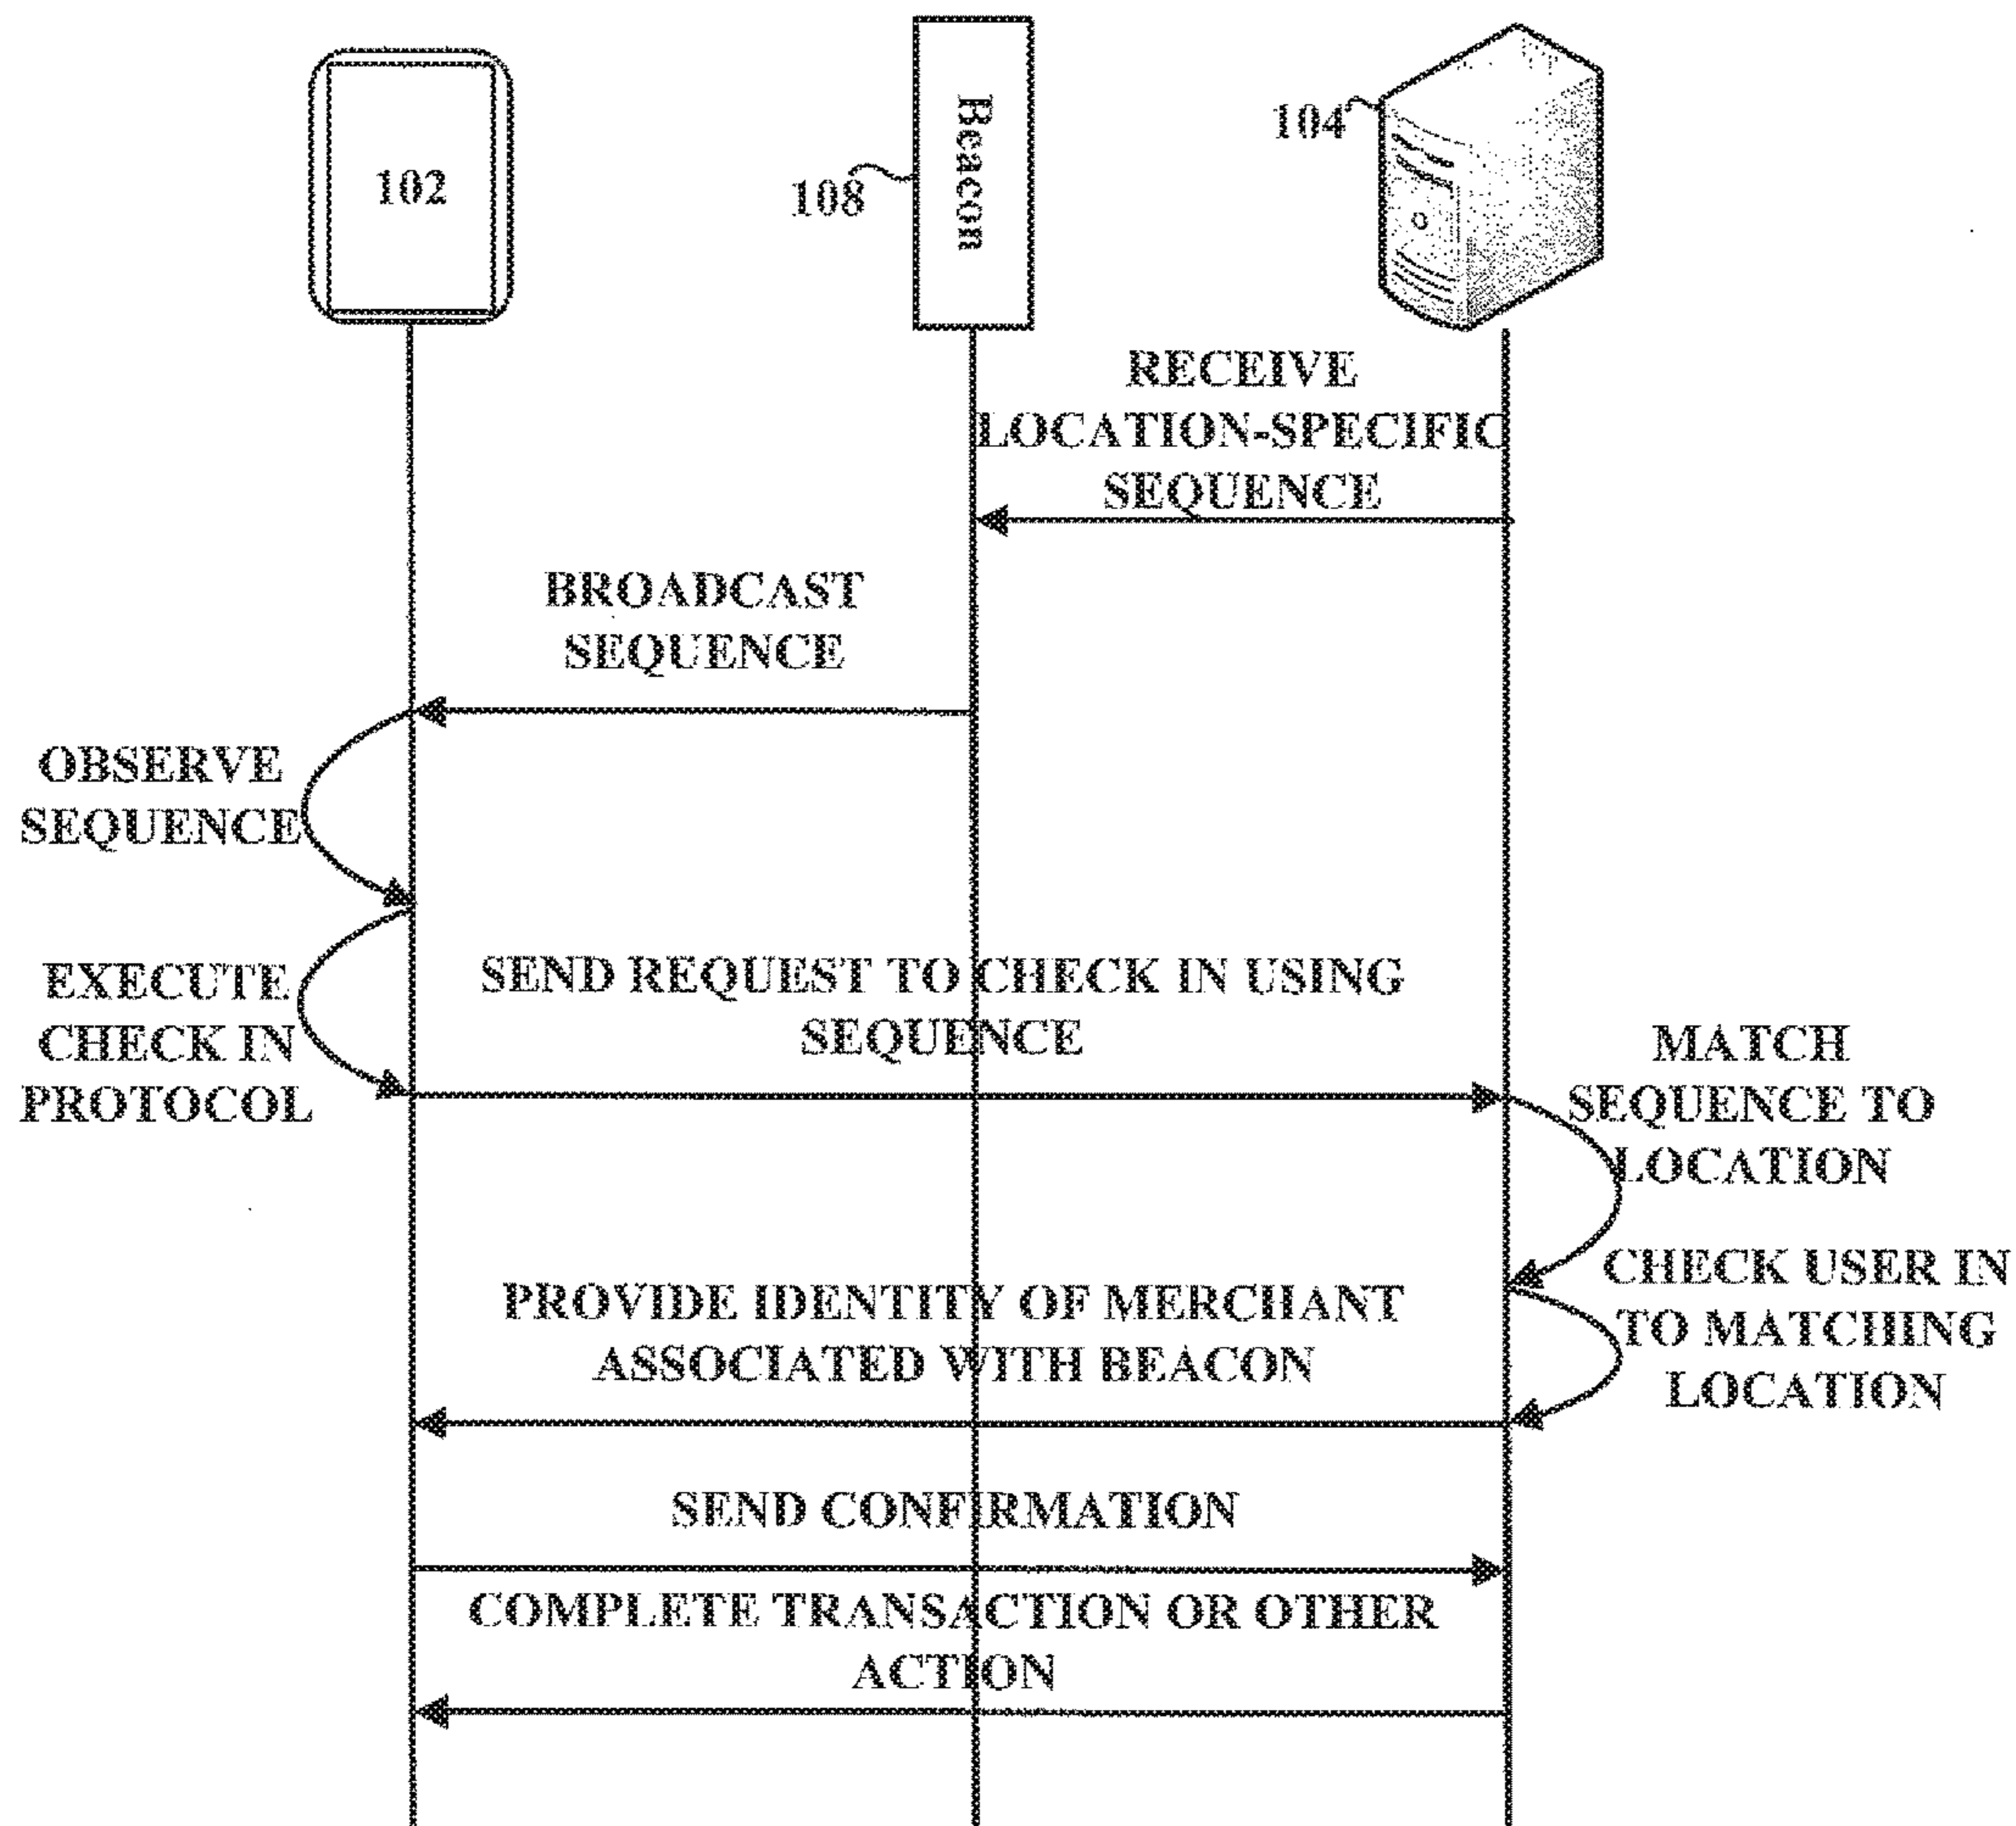 102
108
Beacon
104
RECEIVE
LOCATION-SPECIFIC
SEQUENCE
BROADCAST
SEQUENCE
OBSERVE
SEQUENCE
EXECUTE
CHECK IN
PROTOCOL
SEND REQUEST TO CHECK IN USING
SEQUENCE
MATCH
SEQUENCE TO
LOCATION
CHECK USER IN
TO MATCHING
LOCATION
PROVIDE IDENTITY OF MERCHANT
ASSOCIATED WITH BEACON
SEND CONFIRMATION
COMPLETE TRANSACTION OR OTHER
ACTION